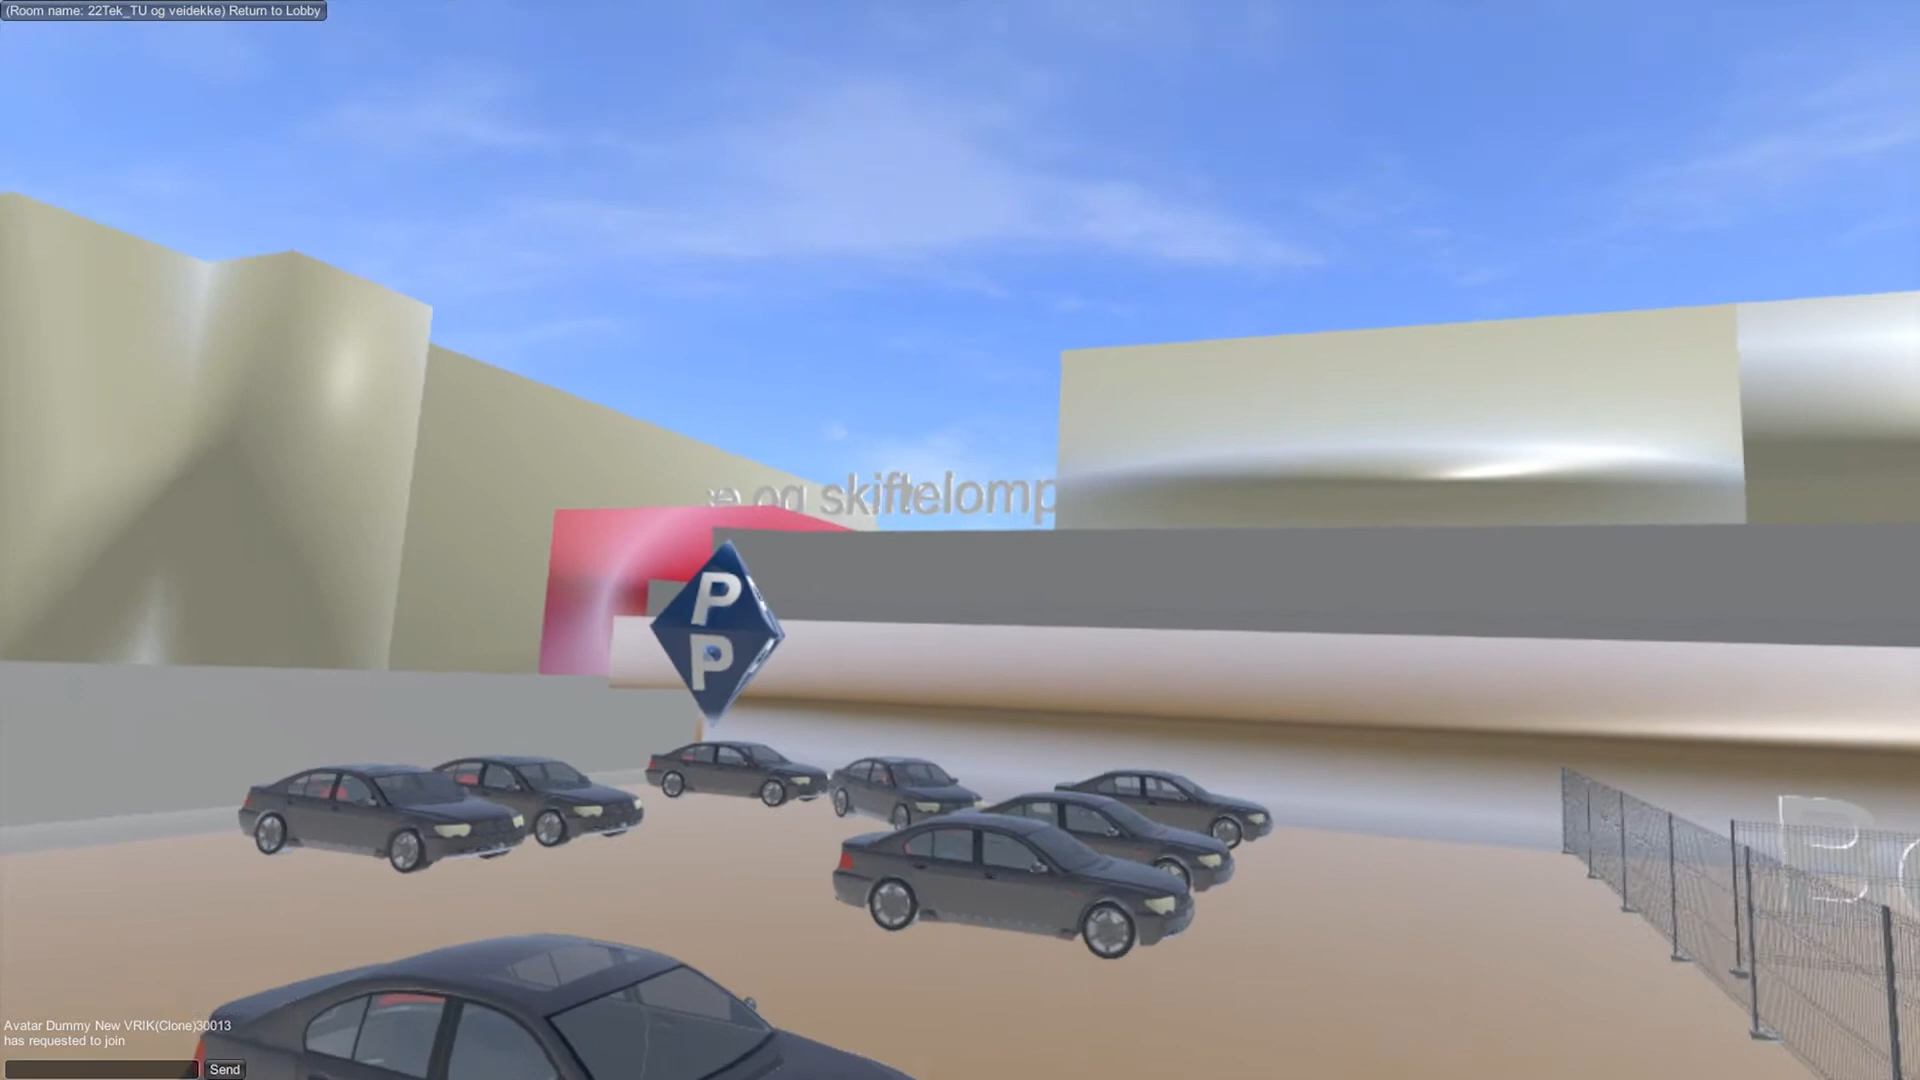 (Room name: 22Tek_TU og veidekke) Return to Lobby
og skiftelomp
P
P
Avatar Dummy New VRIK(Clone)30013
has requested to join
Send